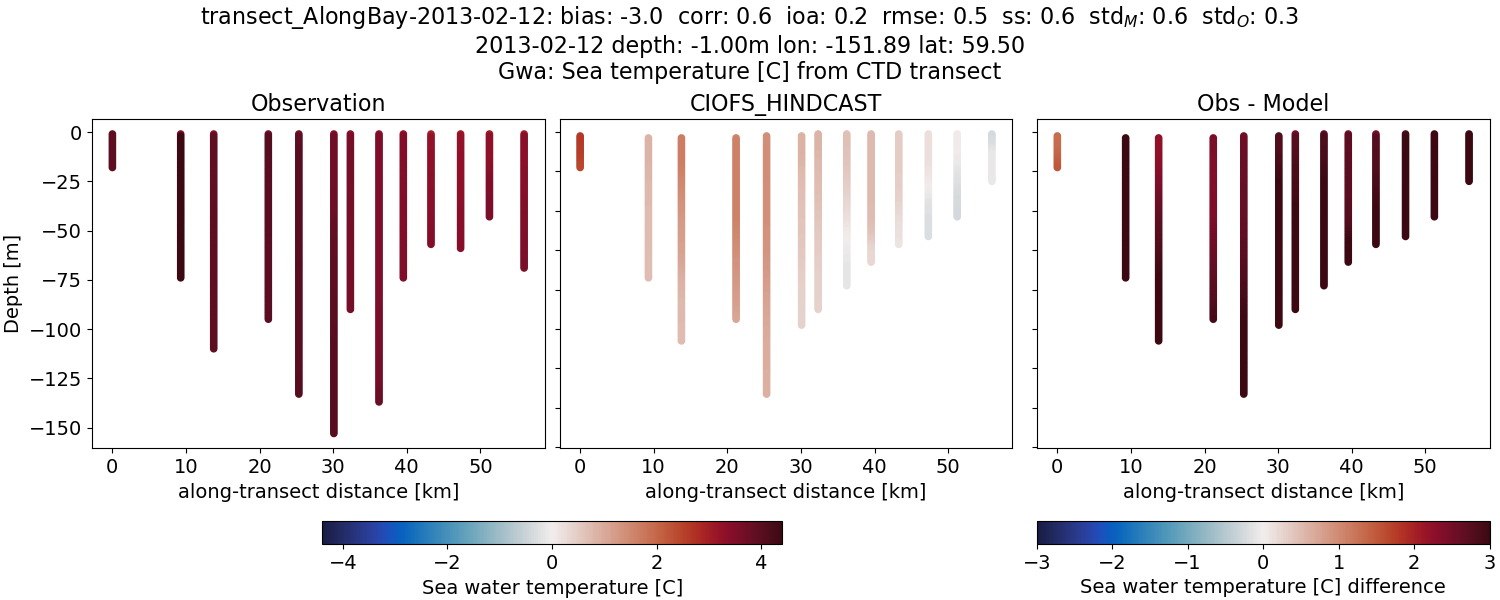 transect_AlongBay-2013-02-12: bias: -3.0 corr: 0.6 ioa: 0.2 rmse: 0.5 ss: 0.6 std_M: 0.6 std_O: 0.3
2013-02-12 depth: -1.00m lon: -151.89 lat: 59.50
Gwa: Sea temperature [C] from CTD transect
Observation
CIOFS_HINDCAST
Obs - Model
Depth [m]
0
−25
−50
−75
−100
−125
−150
0 10 20 30 40 50
0 10 20 30 40 50
0 10 20 30 40 50
along-transect distance [km]
along-transect distance [km]
along-transect distance [km]
−4 −2 0 2 4
Sea water temperature [C]
−3 −2 −1 0 1 2 3
Sea water temperature [C] difference